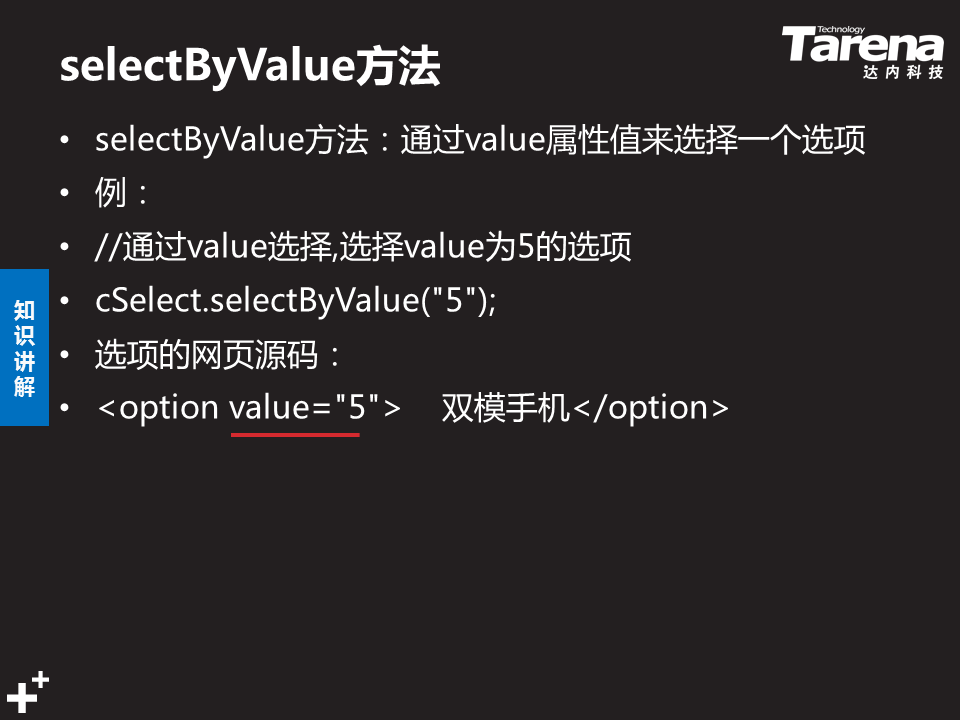 selectByValue方法
Technology
Tarena
达内科技
• selectByValue方法：通过value属性值来选择一个选项
• 例：
• //通过value选择,选择value为5的选项
• cSelect.selectByValue("5");
• 选项的网页源码：
• <option value="5">    双模手机</option>
知
识
讲
解